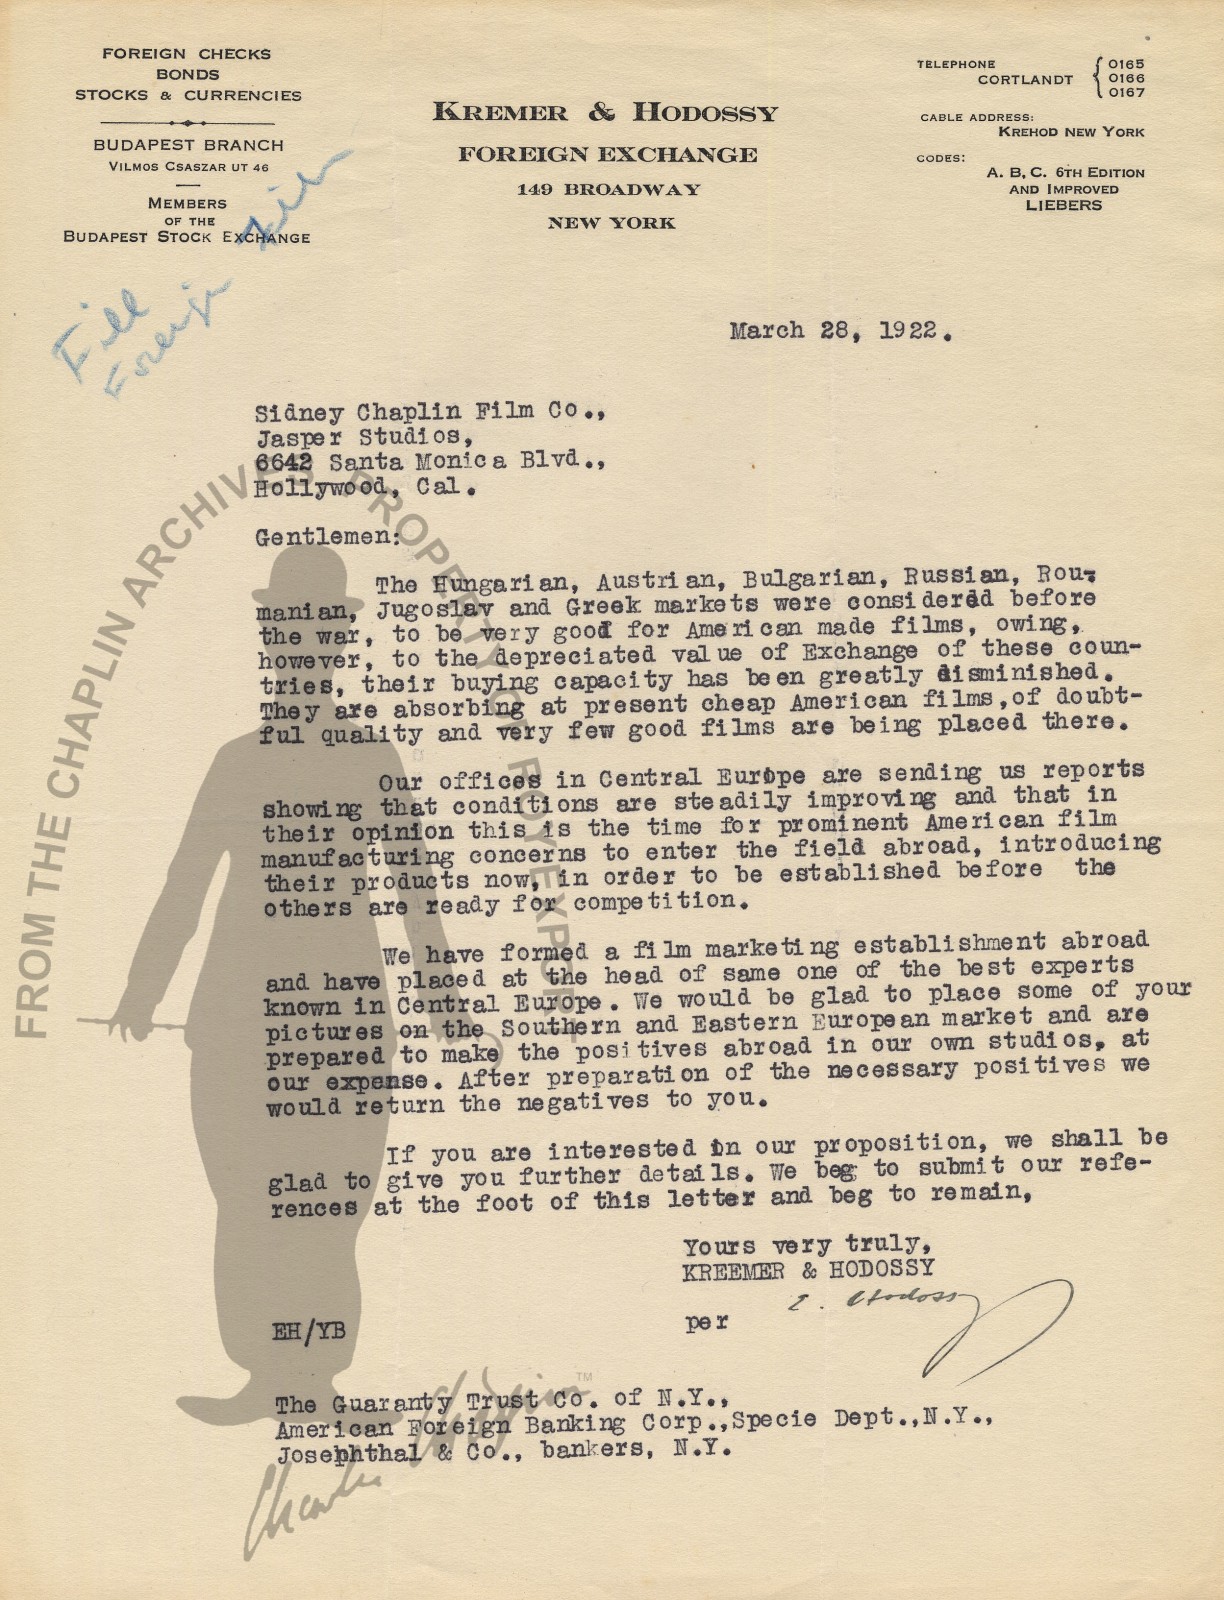 FOREIGN CHECKS
BONDS
STOCKS & CURRENCIES
BUDAPEST BRANCH
VILMOS CSASZAR UT 46
MEMBERS
OF THE
BUDAPEST STOCK EXCHANGE
KREMER & HODOSSY
FOREIGN EXCHANGE
149 BROADWAY
NEW YORK
TELEPHONE
CORTLANDT { 0165
0166
0167
CABLE ADDRESS:
KREHOD NEW YORK
CODES:
A. B. C. 6TH EDITION
AND IMPROVED
LIEBERS
Foreign
March 28, 1922.
Sidney Chaplin Film Co.,
Jasper Studios,
6642 Santa Monica Blvd.,
Hollywood, Cal.
Gentlemen:
The Hungarian, Austrian, Bulgarian, Russian, Rou-
manian, Jugoslav and Greek markets were considered before
the war, to be very good for American made films, owing,
however, to the depreciated value of Exchange of these coun-
tries, their buying capacity has been greatly disminished.
They are absorbing at present cheap American films,of doubt-
ful quality and very few good films are being placed there.
Our offices in Central Europe are sending us reports
showing that conditions are steadily improving and that in
their opinion this is the time for prominent American film
manufacturing concerns to enter the field abroad, introducing
their products now, in order to be established before the
others are ready for competition.
We have formed a film marketing establishment abroad
and have placed at the head of same one of the best experts
known in Central Europe. We would be glad to place some of your
pictures on the Southern and Eastern European market and are
prepared to make the positives abroad in our own studios, at
our expense. After preparation of the necessary positives we
would return the negatives to you.
If you are interested in our proposition, we shall be
glad to give you further details. We beg to submit our refe-
rences at the foot of this letter and beg to remain,
Yours very truly,
KREEMER & HODOSSY
per E. Hodossy
EH/YB
The Guaranty Trust Co. of N.Y.,
American Foreign Banking Corp.,Specie Dept.,N.Y.,
Josephthal & Co., bankers, N.Y.
FROM THE CHAPLIN ARCHIVES PROPERTY OF ROY EXPORT
Charlie Chaplin™